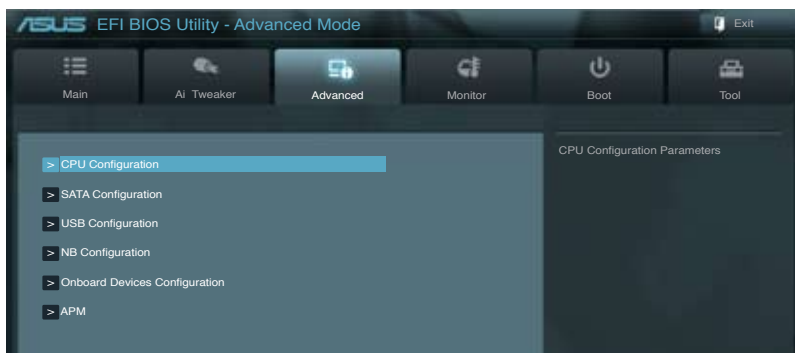 ASUS EFI BIOS Utility - Advanced Mode
Exit
Main
Ai Tweaker
Advanced
Monitor
Boot
Tool
> CPU Configuration
> SATA Configuration
> USB Configuration
> NB Configuration
> Onboard Devices Configuration
> APM
CPU Configuration Parameters